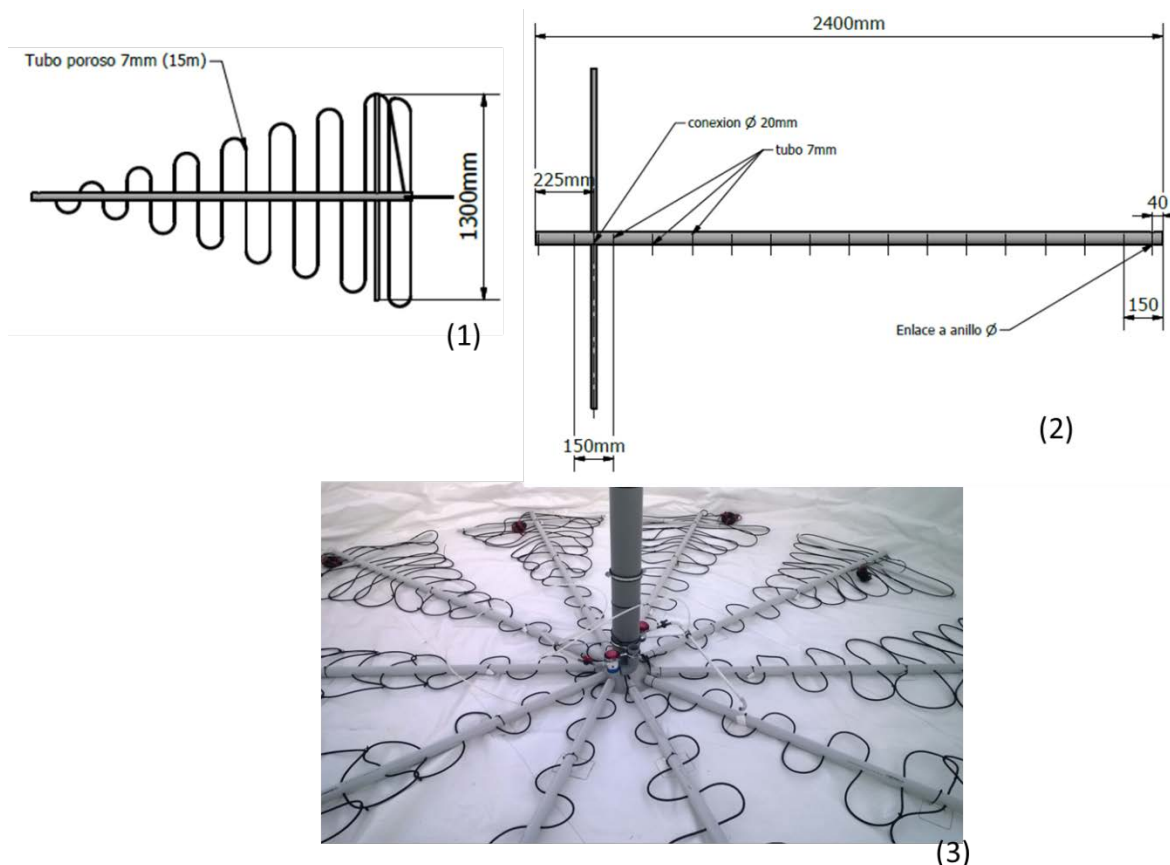 Tubo poroso 7mm (15m)
1300mm
(1)
2400mm
conexion Ø 20mm
tubo 7mm
225mm
40
Enlace a anillo Ø
150
150mm
(2)
(3)